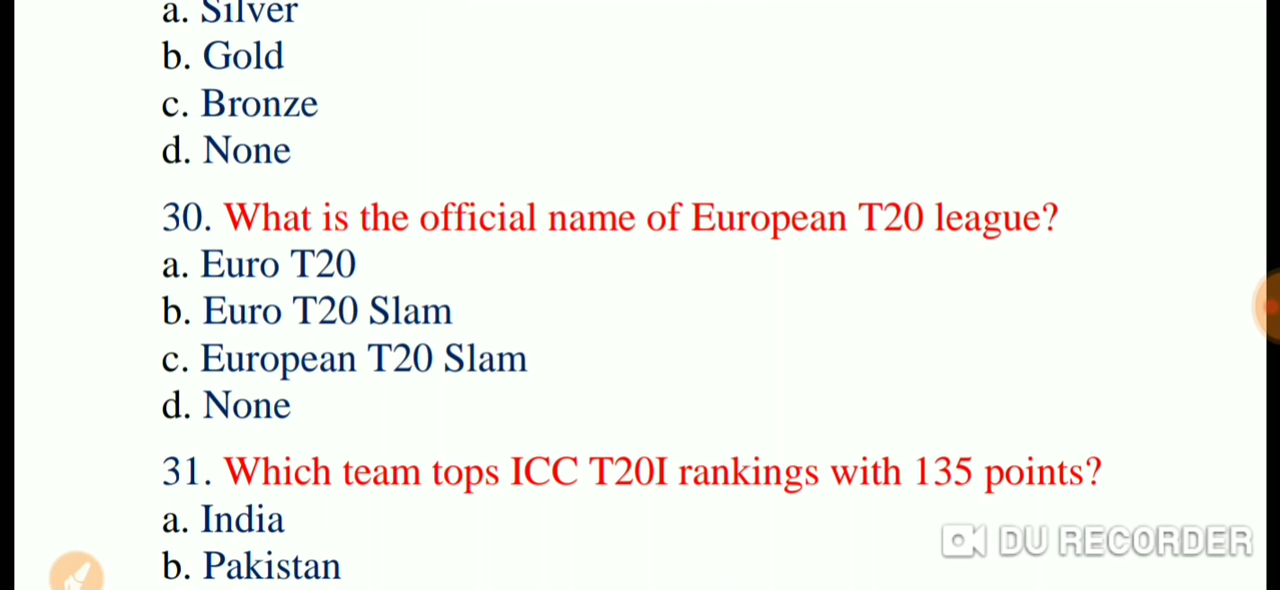 a. Silver
b. Gold
c. Bronze
d. None
30. What is the official name of European T20 league?
a. Euro T20
b. Euro T20 Slam
c. European T20 Slam
d. None
31. Which team tops ICC T20I rankings with 135 points?
a. India
b. Pakistan
DU RECORDER